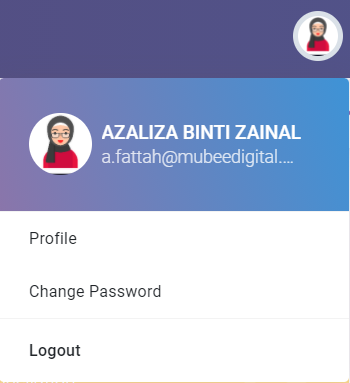 AZALIZA BINTI ZAINAL
a.fattah@mubeedigital....
Profile
Change Password
Logout